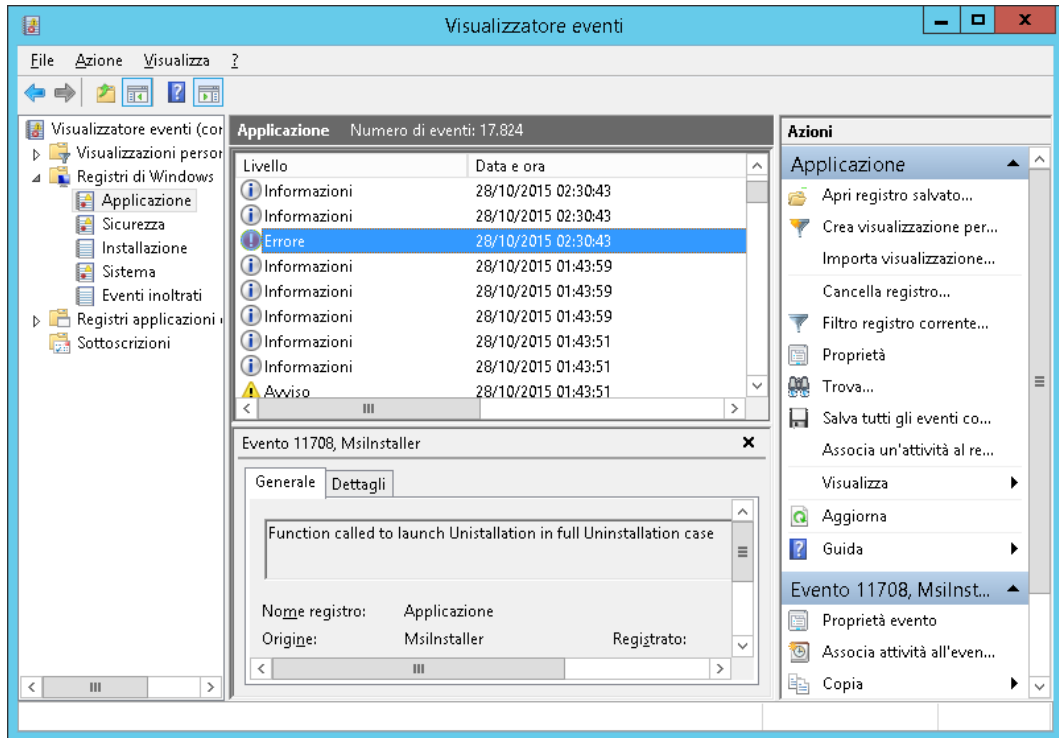 Visualizzatore eventi
File Azione Visualizza ?
Visualizzatore eventi (cor
Visualizzazioni persor
Registri di Windows
Applicazione
Sicurezza
Installazione
Sistema
Eventi inoltrati
Registri applicazioni
Sottoscrizioni
Applicazione Numero di eventi: 17.824
Livello Data e ora
Informazioni 28/10/2015 02:30:43
Informazioni 28/10/2015 02:30:43
Errore 28/10/2015 02:30:43
Informazioni 28/10/2015 01:43:59
Informazioni 28/10/2015 01:43:59
Informazioni 28/10/2015 01:43:59
Informazioni 28/10/2015 01:43:51
Informazioni 28/10/2015 01:43:51
Avviso 28/10/2015 01:43:51
Evento 11708, MsiInstaller
Generale Dettagli
Function called to launch Unistallation in full Uninstallation case
Nome registro: Applicazione
Origine: MsiInstaller Registrato:
Azioni
Applicazione
Apri registro salvato...
Crea visualizzazione per...
Importa visualizzazione...
Cancella registro...
Filtro registro corrente...
Proprietà
Trova...
Salva tutti gli eventi co...
Associa un'attività al re...
Visualizza
Aggiorna
Guida
Evento 11708, MsiInst...
Proprietà evento
Associa attività all'even...
Copia